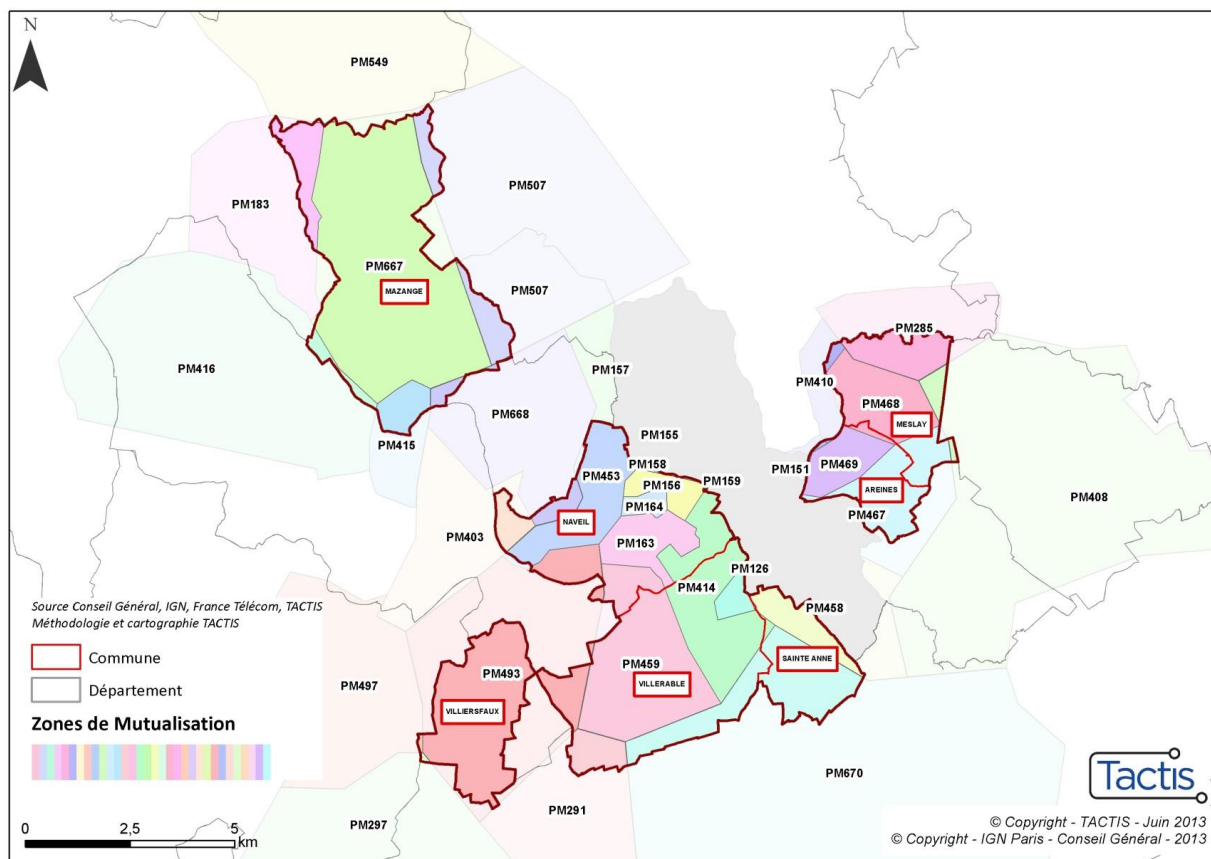 N
PM549
PM183
PM507
PM667
MAZANGE
PM507
PM285
PM416
PM157
PM410
PM668
PM468
MESLAY
PM415
PM155
PM158
PM151
PM469
PM453
PM156
PM159
AREINES
PM408
NAVEIL
PM164
PM467
PM403
PM163
PM126
PM414
Source Conseil Général, IGN, France Télécom, TACTIS
Méthodologie et cartographie TACTIS
PM458
Commune
SAINTE ANNE
PM459
PM493
PM497
VILLERABLE
Département
VILLIERSFAUX
Zones de Mutualisation
PM670
Tactis
PM291
PM297
0 2,5 5
km
© Copyright - TACTIS - Juin 2013
© Copyright - IGN Paris - Conseil Général - 2013